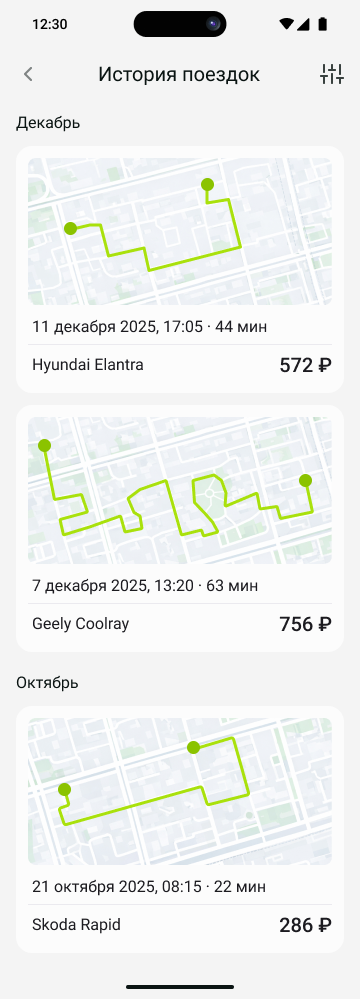 12:30
История поездок
Декабрь
11 декабря 2025, 17:05 · 44 мин
Hyundai Elantra 572 ₽
7 декабря 2025, 13:20 · 63 мин
Geely Coolray 756 ₽
Октябрь
21 октября 2025, 08:15 · 22 мин
Skoda Rapid 286 ₽